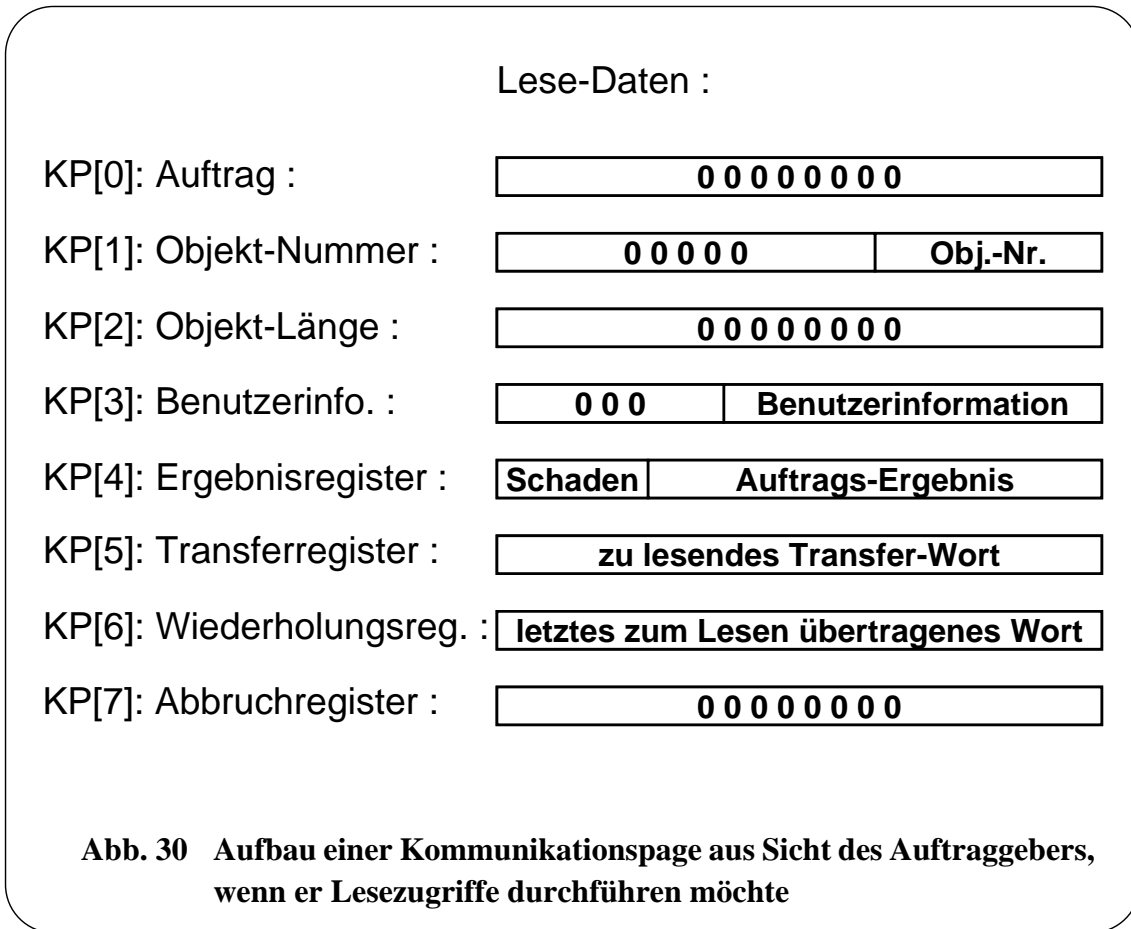 Lese-Daten :
KP[0]: Auftrag : 0 0 0 0 0 0 0 0
KP[1]: Objekt-Nummer : 0 0 0 0 0 Obj.-Nr.
KP[2]: Objekt-Länge : 0 0 0 0 0 0 0 0
KP[3]: Benutzerinfo. : 0 0 0 Benutzerinformation
KP[4]: Ergebnisregister : Schaden Auftrags-Ergebnis
KP[5]: Transferregister : zu lesendes Transfer-Wort
KP[6]: Wiederholungsreg. : letztes zum Lesen übertragenes Wort
KP[7]: Abbruchregister : 0 0 0 0 0 0 0 0
Abb. 30 Aufbau einer Kommunikationspage aus Sicht des Auftraggebers,
wenn er Lesezugriffe durchführen möchte